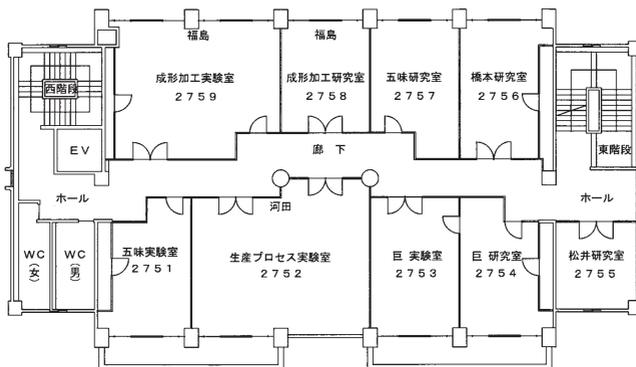 福島
成形加工実験室
2759
福島
成形加工研究室
2758
五味研究室
2757
橋本研究室
2756
西階段
EV
東階段
廊下
ホール
ホール
河田
WC
(女)
WC
(男)
五味実験室
2751
生産プロセス実験室
2752
巨 実験室
2753
巨 研究室
2754
松井研究室
2755